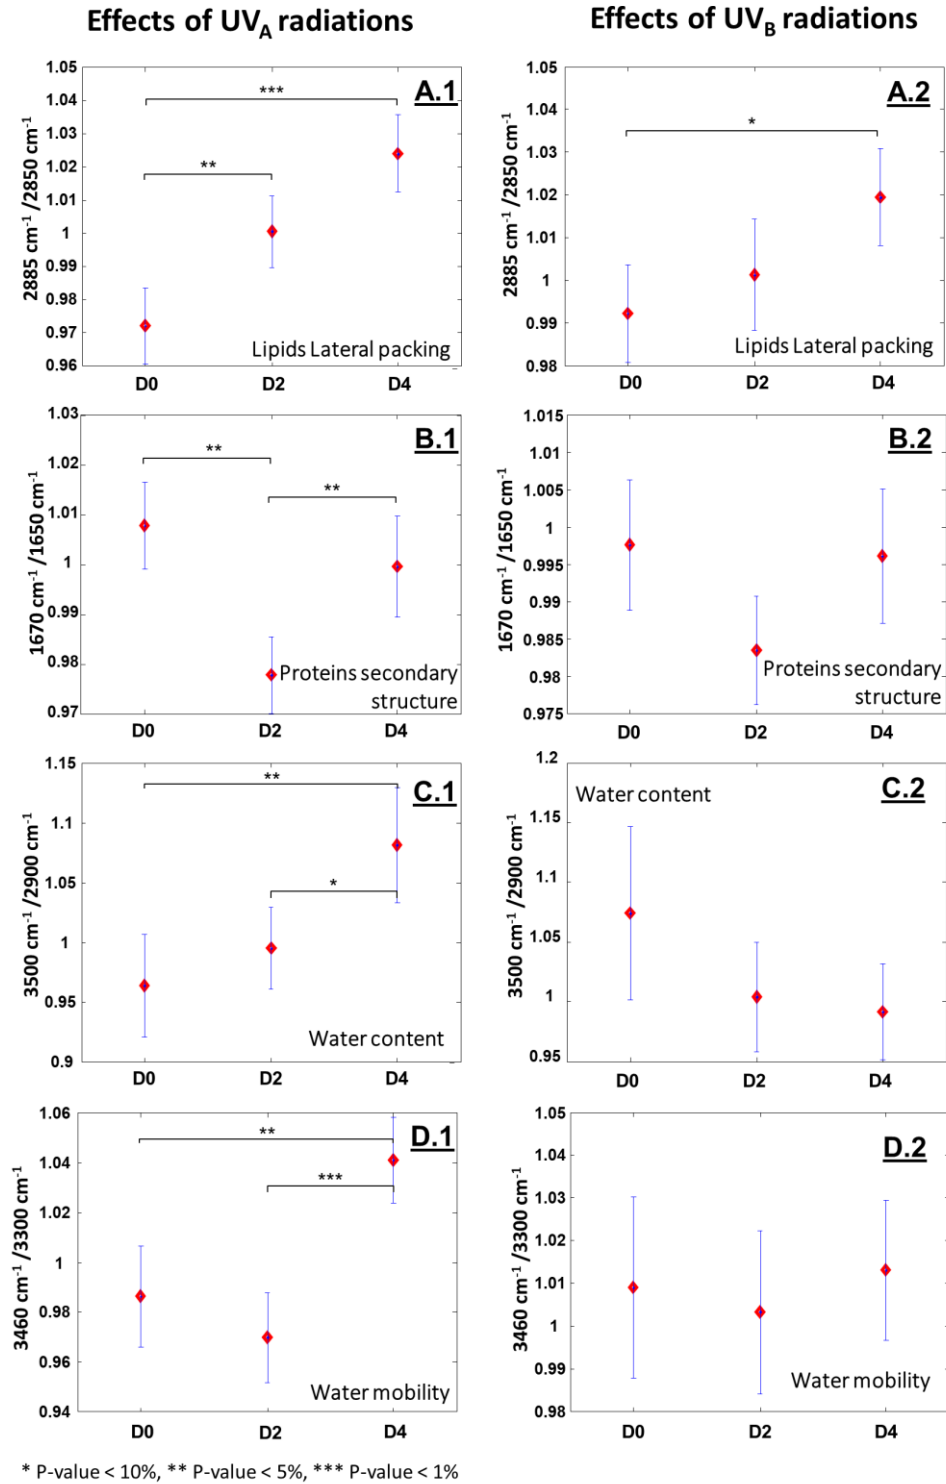 Effects of UVA radiations
Effects of UVB radiations
A.1
2885 cm-1 /2850 cm-1
1.05
1.04
1.03
1.02
1.01
1
0.99
0.98
0.97
0.96
***
**
Lipids Lateral packing
D0 D2 D4
A.2
2885 cm-1 /2850 cm-1
1.05
1.04
1.03
1.02
1.01
1
0.99
0.98
*
Lipids Lateral packing
D0 D2 D4
B.1
1670 cm-1 /1650 cm-1
1.03
1.02
1.01
1
0.99
0.98
0.97
** **
Proteins secondary
structure
D0 D2 D4
B.2
1670 cm-1 /1650 cm-1
1.015
1.01
1.005
1
0.995
0.99
0.985
0.98
0.975
Proteins secondary
structure
D0 D2 D4
C.1
3500 cm-1 /2900 cm-1
1.15
1.1
1.05
1
0.95
0.9
**
*
Water content
D0 D2 D4
C.2
3500 cm-1 /2900 cm-1
1.2
1.15
1.1
1.05
1
0.95
Water content
D0 D2 D4
D.1
3460 cm-1 /3300 cm-1
1.06
1.04
1.02
1
0.98
0.96
0.94
**
***
Water mobility
D0 D2 D4
D.2
3460 cm-1 /3300 cm-1
1.05
1.04
1.03
1.02
1.01
1
0.99
0.98
Water mobility
D0 D2 D4
* P-value < 10%, ** P-value < 5%, *** P-value < 1%